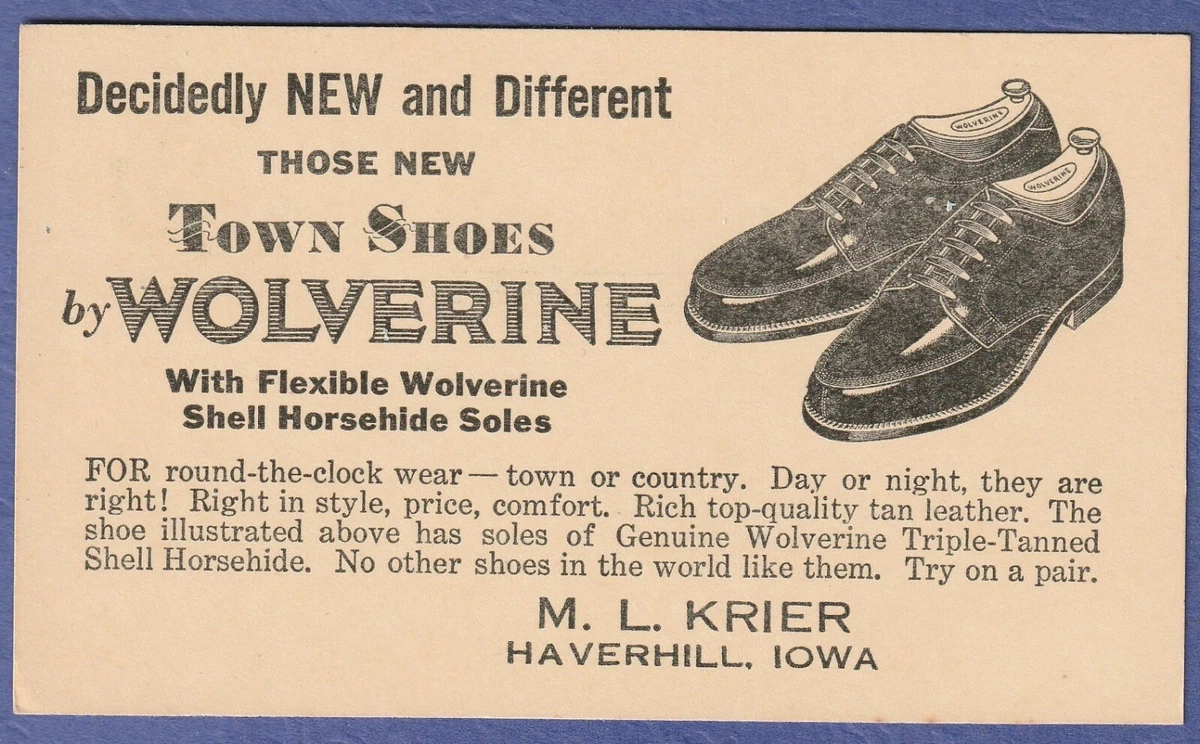 Decidedly NEW and Different
THOSE NEW
TOWN SHOES
by WOLVERINE
With Flexible Wolverine
Shell Horsehide Soles
WOLVERINE
WOLVERINE
FOR round-the-clock wear — town or country. Day or night, they are
right! Right in style, price, comfort. Rich top-quality tan leather. The
shoe illustrated above has soles of Genuine Wolverine Triple-Tanned
Shell Horsehide. No other shoes in the world like them. Try on a pair.
M. L. KRIER
HAVERHILL, IOWA